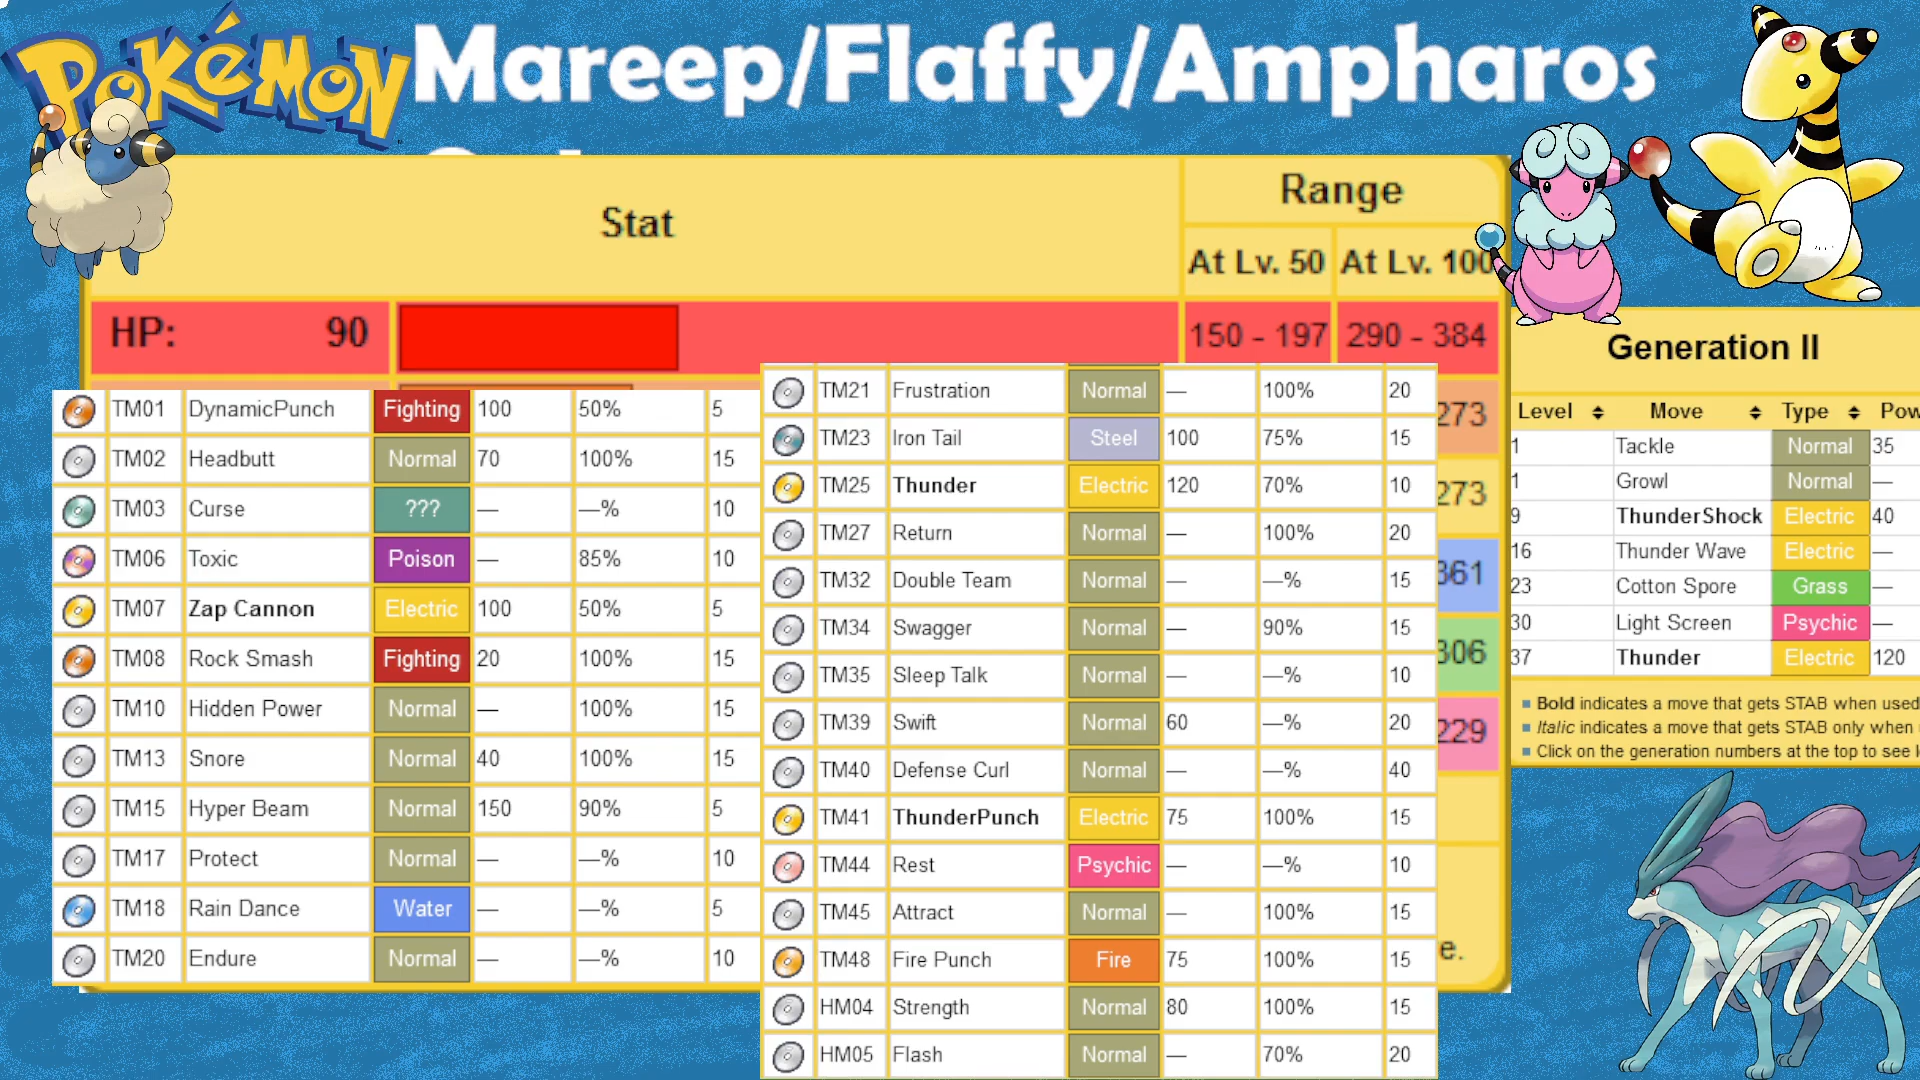 POKéMON
Mareep/Flaffy/Ampharos
Stat
Range
At Lv. 50
At Lv. 100
HP: 90
150 - 197
290 - 384
TM01 DynamicPunch Fighting 100 50% 5
TM02 Headbutt Normal 70 100% 15
TM03 Curse ??? — —% 10
TM06 Toxic Poison — 85% 10
TM07 Zap Cannon Electric 100 50% 5
TM08 Rock Smash Fighting 20 100% 15
TM10 Hidden Power Normal — 100% 15
TM13 Snore Normal 40 100% 15
TM15 Hyper Beam Normal 150 90% 5
TM17 Protect Normal — —% 10
TM18 Rain Dance Water — —% 5
TM20 Endure Normal — —% 10
TM21 Frustration Normal — 100% 20
TM23 Iron Tail Steel 100 75% 15
TM25 Thunder Electric 120 70% 10
TM27 Return Normal — 100% 20
TM32 Double Team Normal — —% 15
TM34 Swagger Normal — 90% 15
TM35 Sleep Talk Normal — —% 10
TM39 Swift Normal 60 —% 20
TM40 Defense Curl Normal — —% 40
TM41 ThunderPunch Electric 75 100% 15
TM44 Rest Psychic — —% 10
TM45 Attract Normal — 100% 15
TM48 Fire Punch Fire 75 100% 15
HM04 Strength Normal 80 100% 15
HM05 Flash Normal — 70% 20
273
273
361
306
229
e.
Generation II
Level Move Type Pow
1 Tackle Normal 35
1 Growl Normal —
9 ThunderShock Electric 40
16 Thunder Wave Electric —
23 Cotton Spore Grass —
30 Light Screen Psychic —
37 Thunder Electric 120
Bold indicates a move that gets STAB when used
Italic indicates a move that gets STAB only when
Click on the generation numbers at the top to see